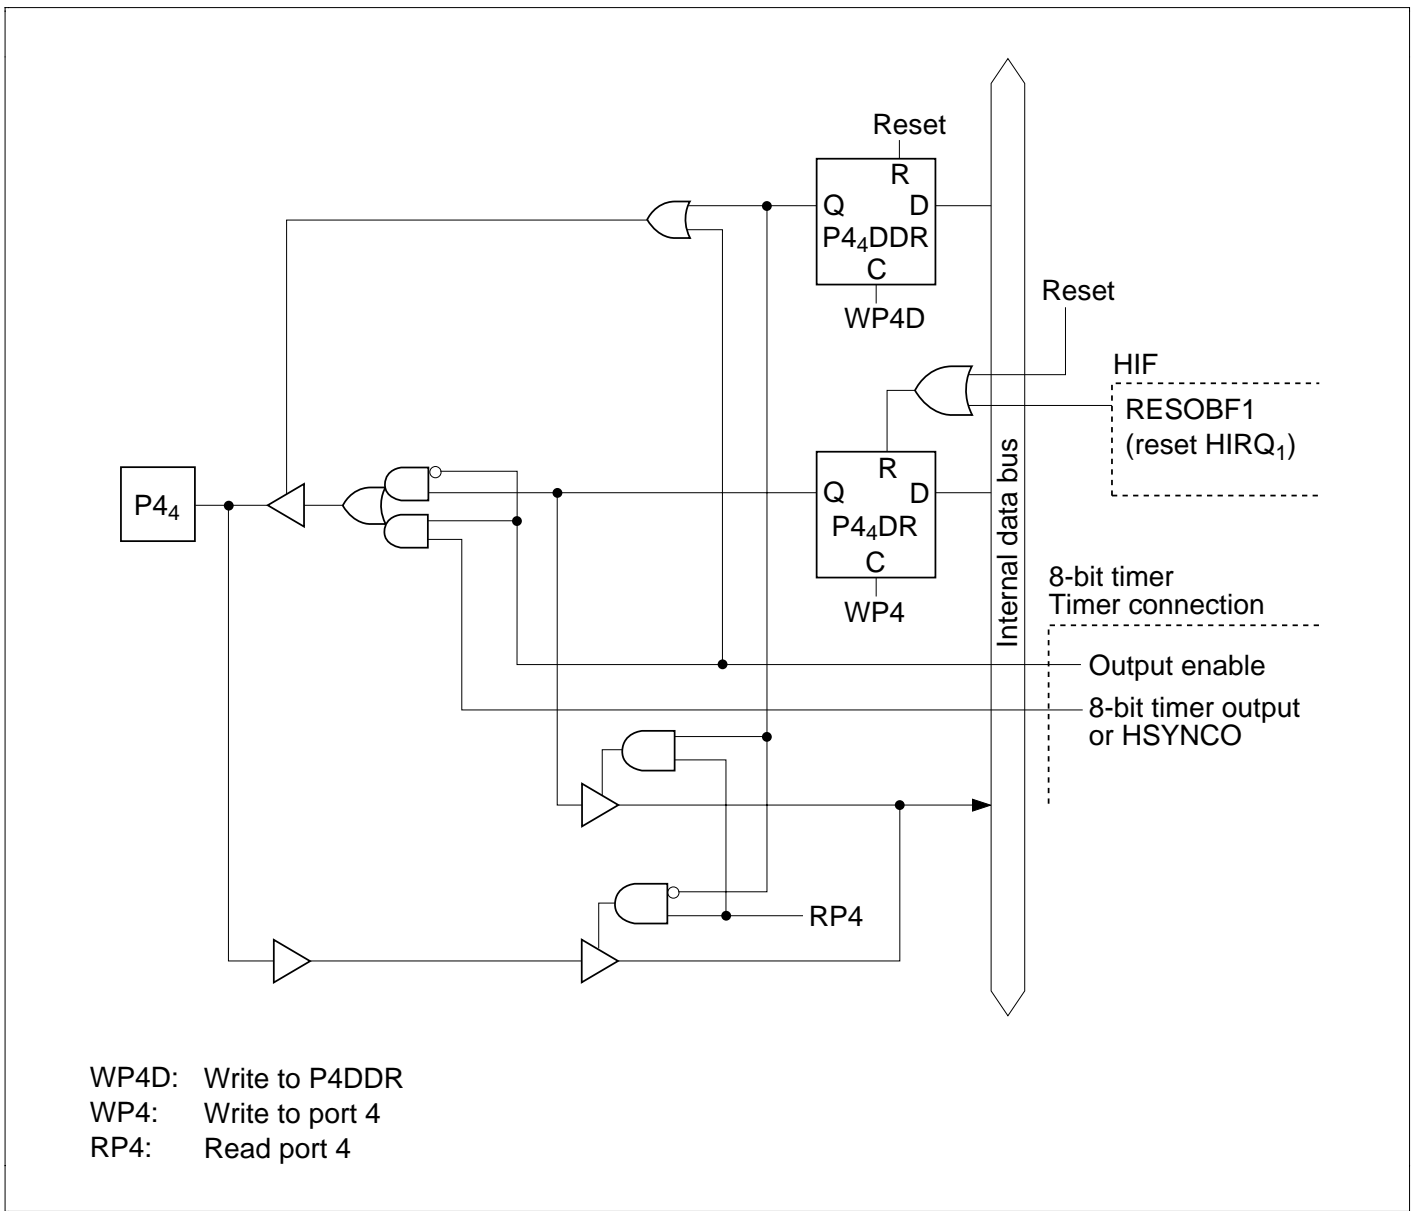 Reset
R
Q D
P4₄DDR
C
WP4D
Reset
HIF
RESOBF1
(reset HIRQ₁)
R
Q D
P4₄DR
C
WP4
P4₄
Internal data bus
8-bit timer
Timer connection
Output enable
8-bit timer output
or HSYNCO
RP4
WP4D: Write to P4DDR
WP4: Write to port 4
RP4: Read port 4